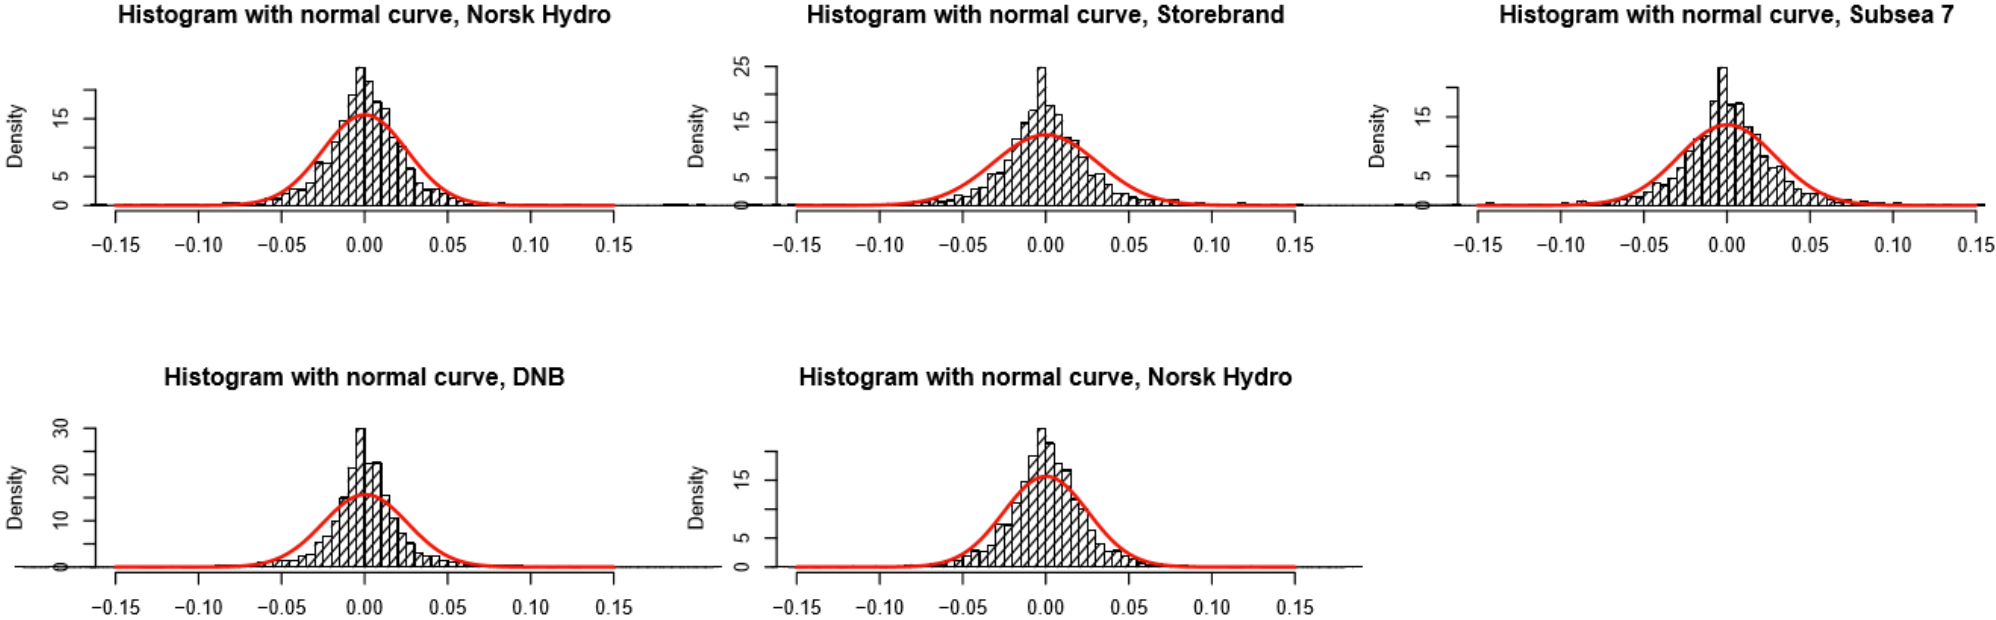 Histogram with normal curve, Norsk Hydro
Density
0 5 15
−0.15 −0.10 −0.05 0.00 0.05 0.10 0.15
Histogram with normal curve, Storebrand
Density
0 5 15 25
−0.15 −0.10 −0.05 0.00 0.05 0.10 0.15
Histogram with normal curve, Subsea 7
Density
0 5 15
−0.15 −0.10 −0.05 0.00 0.05 0.10 0.15
Histogram with normal curve, DNB
Density
0 10 20 30
−0.15 −0.10 −0.05 0.00 0.05 0.10 0.15
Histogram with normal curve, Norsk Hydro
Density
0 5 15
−0.15 −0.10 −0.05 0.00 0.05 0.10 0.15